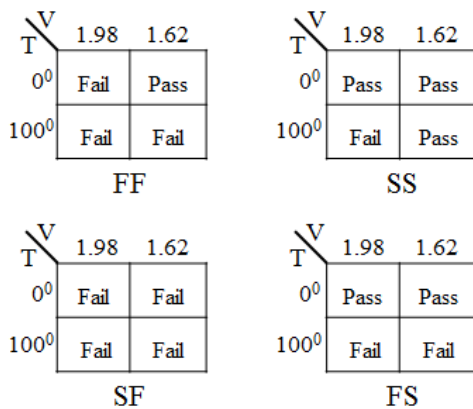 V 1.98 1.62
T
0⁰ Fail Pass
100⁰ Fail Fail
FF
V 1.98 1.62
T
0⁰ Pass Pass
100⁰ Fail Pass
SS
V 1.98 1.62
T
0⁰ Fail Fail
100⁰ Fail Fail
SF
V 1.98 1.62
T
0⁰ Pass Pass
100⁰ Fail Fail
FS